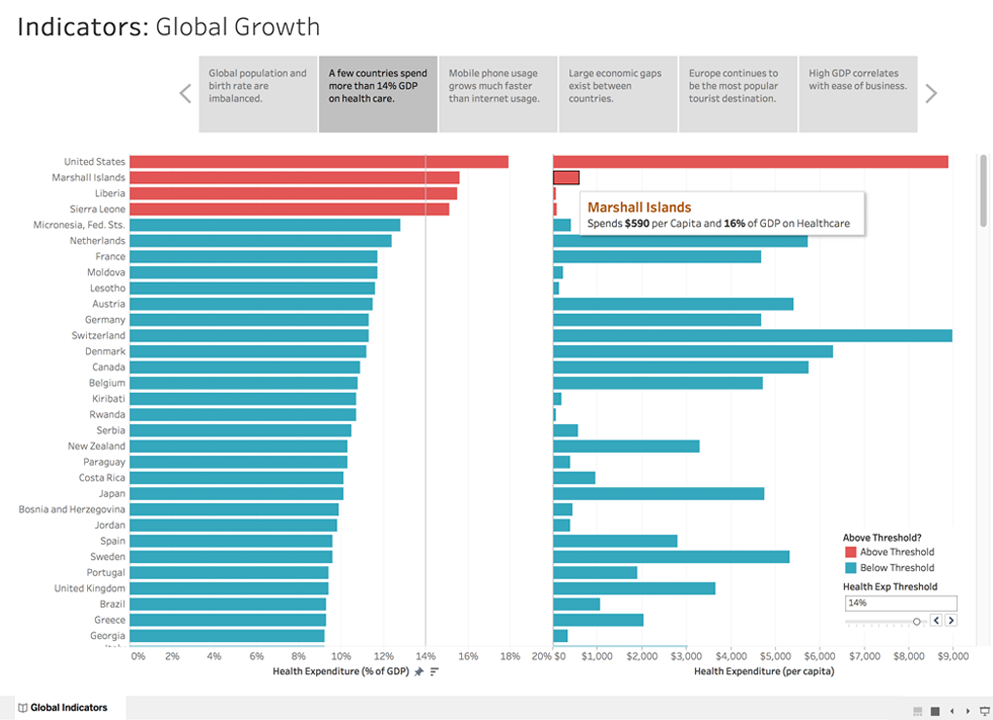 Indicators: Global Growth
Global population and
birth rate are
imbalanced.
A few countries spend
more than 14% GDP
on health care.
Mobile phone usage
grows much faster
than internet usage.
Large economic gaps
exist between
countries.
Europe continues to
be the most popular
tourist destination.
High GDP correlates
with ease of business.
United States
Marshall Islands
Liberia
Sierra Leone
Micronesia, Fed. Sts.
Netherlands
France
Moldova
Lesotho
Austria
Germany
Switzerland
Denmark
Canada
Belgium
Kiribati
Rwanda
Serbia
New Zealand
Paraguay
Costa Rica
Japan
Bosnia and Herzegovina
Jordan
Spain
Sweden
Portugal
United Kingdom
Brazil
Greece
Georgia
0% 2% 4% 6% 8% 10% 12% 14% 16% 18% 20%
Health Expenditure (% of GDP)
Marshall Islands
Spends $590 per Capita and 16% of GDP on Healthcare
$0 $1,000 $2,000 $3,000 $4,000 $5,000 $6,000 $7,000 $8,000 $9,000
Health Expenditure (per capita)
Above Threshold?
Above Threshold
Below Threshold
Health Exp Threshold
14%
Global Indicators